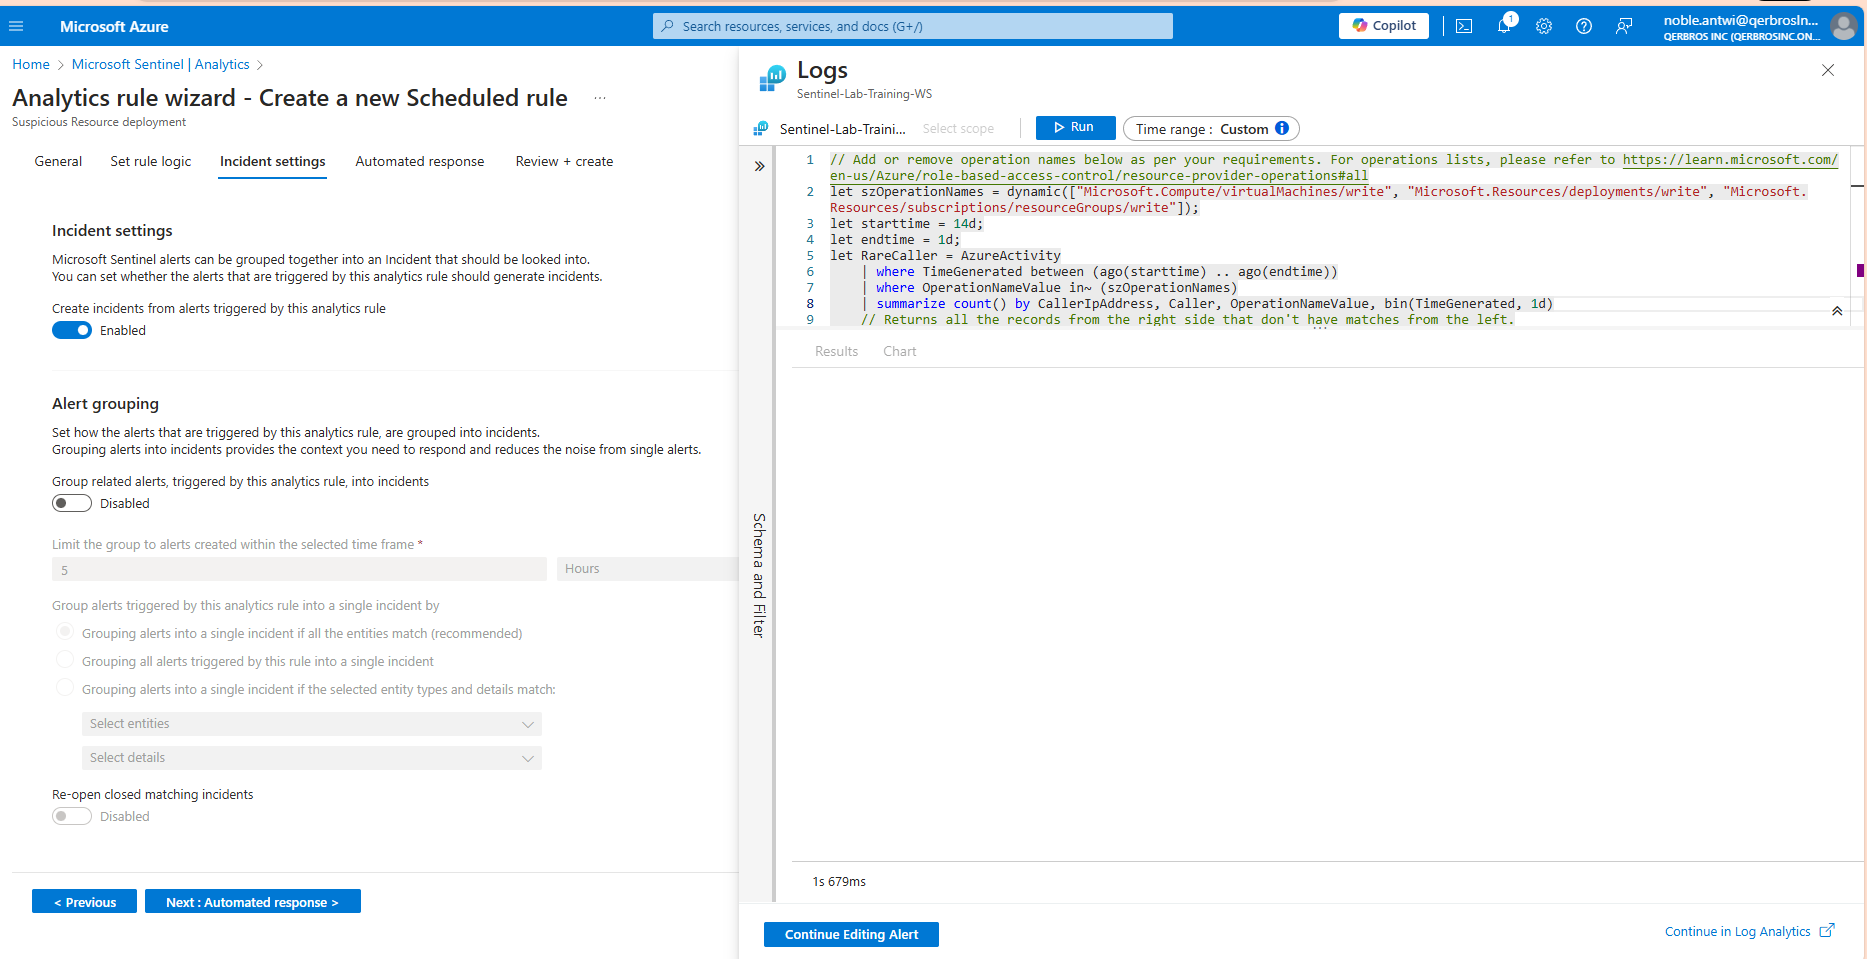 Microsoft Azure
Search resources, services, and docs (G+/)
Copilot
1
noble.antwi@qerbrosIn...
QERBROS INC (QERBROSINC.ON...
Home > Microsoft Sentinel | Analytics >
Analytics rule wizard - Create a new Scheduled rule ...
Suspicious Resource deployment
General
Set rule logic
Incident settings
Automated response
Review + create
Incident settings
Microsoft Sentinel alerts can be grouped together into an Incident that should be looked into.
You can set whether the alerts that are triggered by this analytics rule should generate incidents.
Create incidents from alerts triggered by this analytics rule
Enabled
Alert grouping
Set how the alerts that are triggered by this analytics rule, are grouped into incidents.
Grouping alerts into incidents provides the context you need to respond and reduces the noise from single alerts.
Group related alerts, triggered by this analytics rule, into incidents
Disabled
Limit the group to alerts created within the selected time frame *
5
Hours
Group alerts triggered by this analytics rule into a single incident by
Grouping alerts into a single incident if all the entities match (recommended)
Grouping all alerts triggered by this rule into a single incident
Grouping alerts into a single incident if the selected entity types and details match:
Select entities
Select details
Re-open closed matching incidents
Disabled
< Previous
Next : Automated response >
Logs
Sentinel-Lab-Training-WS
Sentinel-Lab-Traini...
Select scope
Run
Time range : Custom
Schema and Filter
1 // Add or remove operation names below as per your requirements. For operations lists, please refer to https://learn.microsoft.com/
en-us/Azure/role-based-access-control/resource-provider-operations#all
2 let szOperationNames = dynamic(["Microsoft.Compute/virtualMachines/write", "Microsoft.Resources/deployments/write", "Microsoft.
Resources/subscriptions/resourceGroups/write"]);
3 let starttime = 14d;
4 let endtime = 1d;
5 let RareCaller = AzureActivity
6 | where TimeGenerated between (ago(starttime) .. ago(endtime))
7 | where OperationNameValue in~ (szOperationNames)
8 | summarize count() by CallerIpAddress, Caller, OperationNameValue, bin(TimeGenerated, 1d)
9 // Returns all the records from the right side that don't have matches from the left.
Results
Chart
1s 679ms
Continue Editing Alert
Continue in Log Analytics